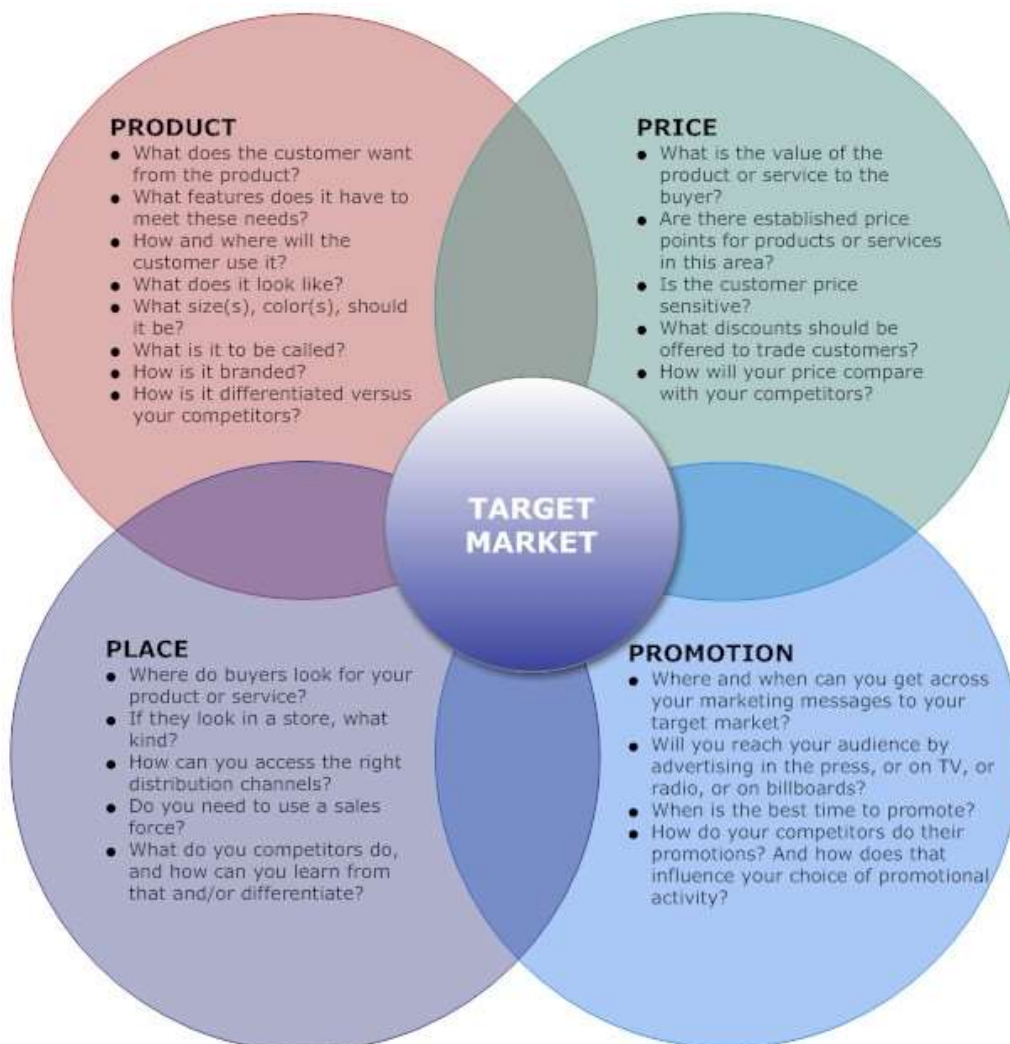 PRODUCT
● What does the customer want
from the product?
● What features does it have to
meet these needs?
● How and where will the
customer use it?
● What does it look like?
● What size(s), color(s), should
it be?
● What is it to be called?
● How is it branded?
● How is it differentiated versus
your competitors?
PRICE
● What is the value of the
product or service to the
buyer?
● Are there established price
points for products or services
in this area?
● Is the customer price
sensitive?
● What discounts should be
offered to trade customers?
● How will your price compare
with your competitors?
TARGET
MARKET
PLACE
● Where do buyers look for your
product or service?
● If they look in a store, what
kind?
● How can you access the right
distribution channels?
● Do you need to use a sales
force?
● What do you competitors do,
and how can you learn from
that and/or differentiate?
PROMOTION
● Where and when can you get across
your marketing messages to your
target market?
● Will you reach your audience by
advertising in the press, or on TV, or
radio, or on billboards?
● When is the best time to promote?
● How do your competitors do their
promotions? And how does that
influence your choice of promotional
activity?